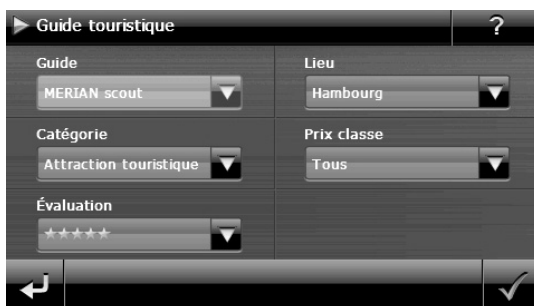 Guide touristique ?
Guide Lieu
MERIAN scout Hambourg
Catégorie Prix classe
Attraction touristique Tous
Évaluation
★★★★★